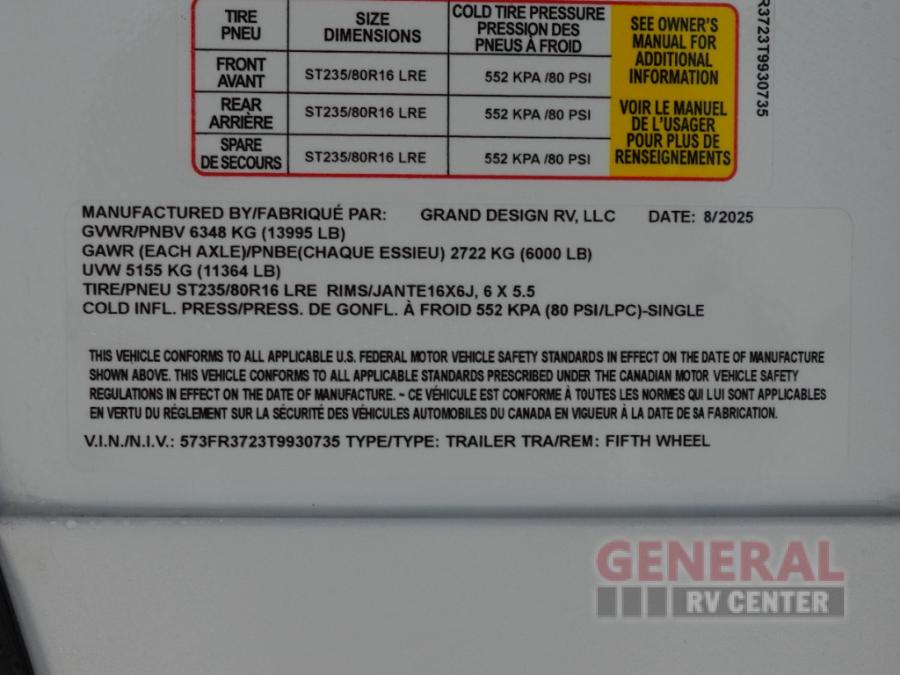 TIRE
PNEU
SIZE
DIMENSIONS
COLD TIRE PRESSURE
PRESSION DES
PNEUS À FROID
SEE OWNER'S
MANUAL FOR
ADDITIONAL
INFORMATION
FRONT
AVANT
ST235/80R16 LRE
552 KPA /80 PSI
REAR
ARRIÈRE
ST235/80R16 LRE
552 KPA /80 PSI
VOIR LE MANUEL
DE L'USAGER
POUR PLUS DE
RENSEIGNEMENTS
SPARE
DE SECOURS
ST235/80R16 LRE
552 KPA /80 PSI
R3723T9930735
MANUFACTURED BY/FABRIQUÉ PAR: GRAND DESIGN RV, LLC DATE: 8/2025
GVWR/PNBV 6348 KG (13995 LB)
GAWR (EACH AXLE)/PNBE(CHAQUE ESSIEU) 2722 KG (6000 LB)
UVW 5155 KG (11364 LB)
TIRE/PNEU ST235/80R16 LRE RIMS/JANTE16X6J, 6 X 5.5
COLD INFL. PRESS/PRESS. DE GONFL. À FROID 552 KPA (80 PSI/LPC)-SINGLE
THIS VEHICLE CONFORMS TO ALL APPLICABLE U.S. FEDERAL MOTOR VEHICLE SAFETY STANDARDS IN EFFECT ON THE DATE OF MANUFACTURE
SHOWN ABOVE. THIS VEHICLE CONFORMS TO ALL APPLICABLE STANDARDS PRESCRIBED UNDER THE CANADIAN MOTOR VEHICLE SAFETY
REGULATIONS IN EFFECT ON THE DATE OF MANUFACTURE. ~ CE VÉHICULE EST CONFORME À TOUTES LES NORMES QUI LUI SONT APPLICABLES
EN VERTU DU RÉGLEMENT SUR LA SÉCURITÉ DES VÉHICULES AUTOMOBILES DU CANADA EN VIGUEUR À LA DATE DE SA FABRICATION.
V.I.N./N.I.V.: 573FR3723T9930735 TYPE/TYPE: TRAILER TRA/REM: FIFTH WHEEL
GENERAL
RV CENTER